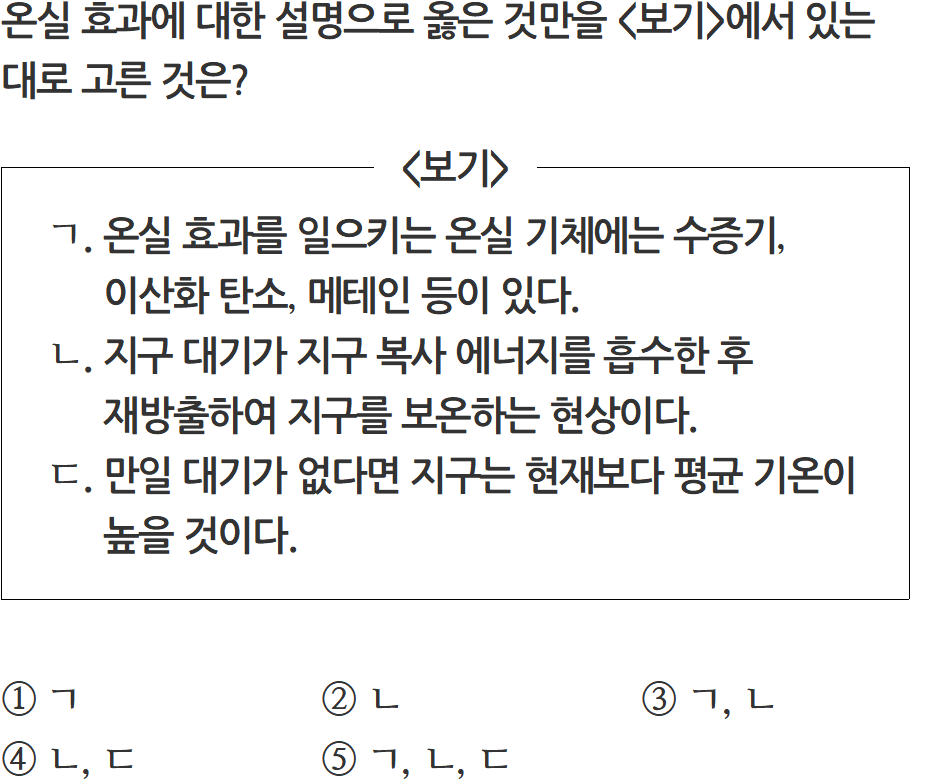 온실 효과에 대한 설명으로 옳은 것만을 <보기>에서 있는
대로 고른 것은?
<보기>
ㄱ. 온실 효과를 일으키는 온실 기체에는 수증기,
이산화 탄소, 메테인 등이 있다.
ㄴ. 지구 대기가 지구 복사 에너지를 흡수한 후
재방출하여 지구를 보온하는 현상이다.
ㄷ. 만일 대기가 없다면 지구는 현재보다 평균 기온이
높을 것이다.
① ㄱ ② ㄴ ③ ㄱ, ㄴ
④ ㄴ, ㄷ ⑤ ㄱ, ㄴ, ㄷ